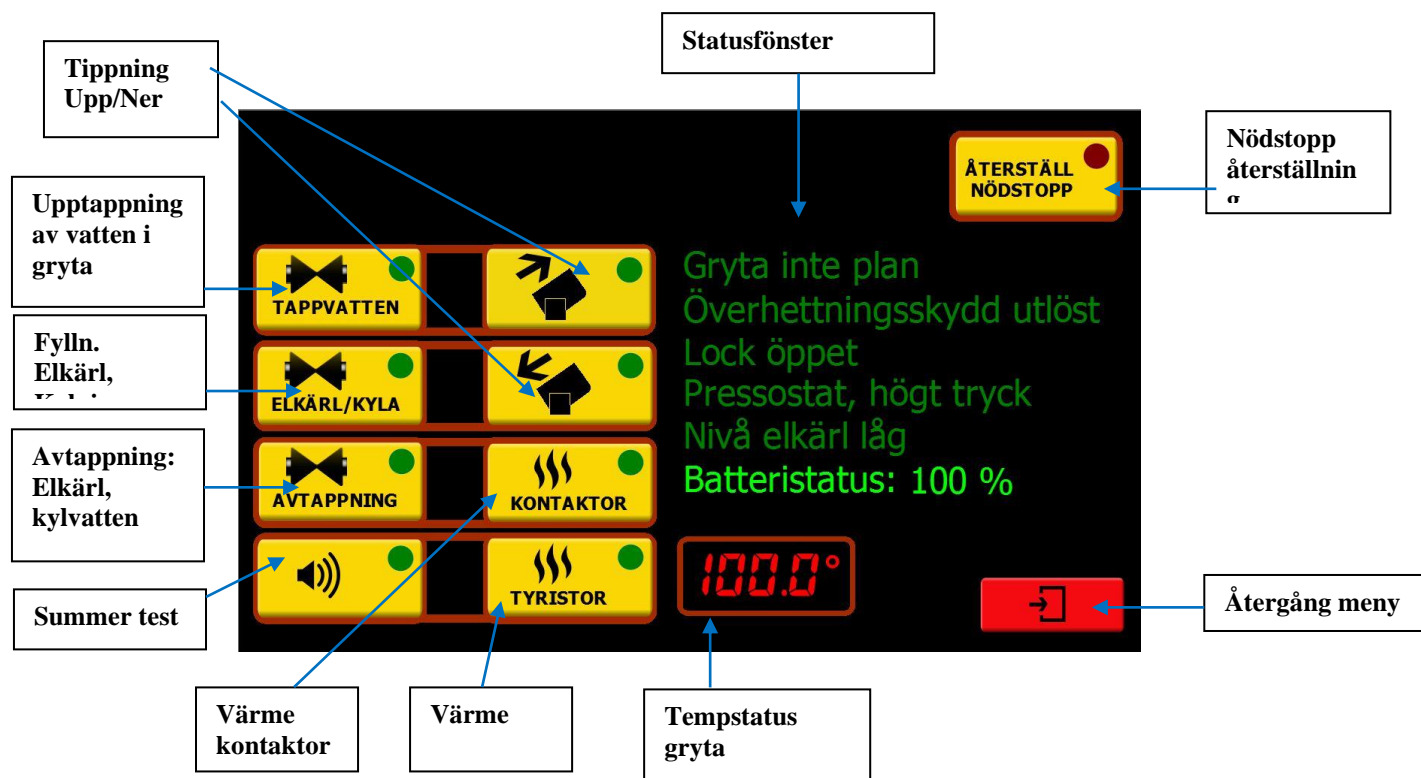 Statusfönster
Tippning
Upp/Ner
Nödstopp
återställnin
g
Upptappning
av vatten i
gryta
Fylln.
Elkärl,
Avtappning:
Elkärl,
kylvatten
Summer test
ÅTERSTÄLL
NÖDSTOPP
TAPPVATTEN
ELKÄRL/KYLA
AVTAPPNING
KONTAKTOR
TYRISTOR
Gryta inte plan
Överhettningsskydd utlöst
Lock öppet
Pressostat, högt tryck
Nivå elkärl låg
Batteristatus: 100 %
100.0°
Återgång meny
Värme
kontaktor
Värme
Tempstatus
gryta